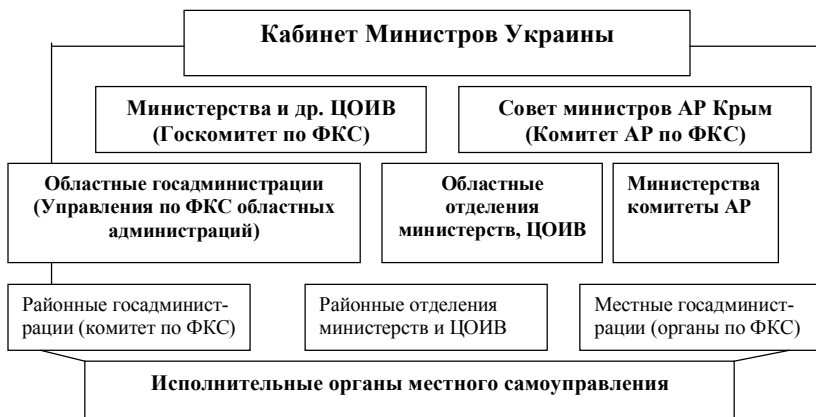 Кабинет Министров Украины
Министерства и др. ЦОИВ
(Госкомитет по ФКС)
Совет министров АР Крым
(Комитет АР по ФКС)
Областные госадминистрации
(Управления по ФКС областных
администраций)
Областные
отделения
министерств, ЦОИВ
Министерства
комитеты АР
Районные госадминист-
рации (комитет по ФКС)
Районные отделения
министерств и ЦОИВ
Местные госадминист-
рации (органы по ФКС)
Исполнительные органы местного самоуправления